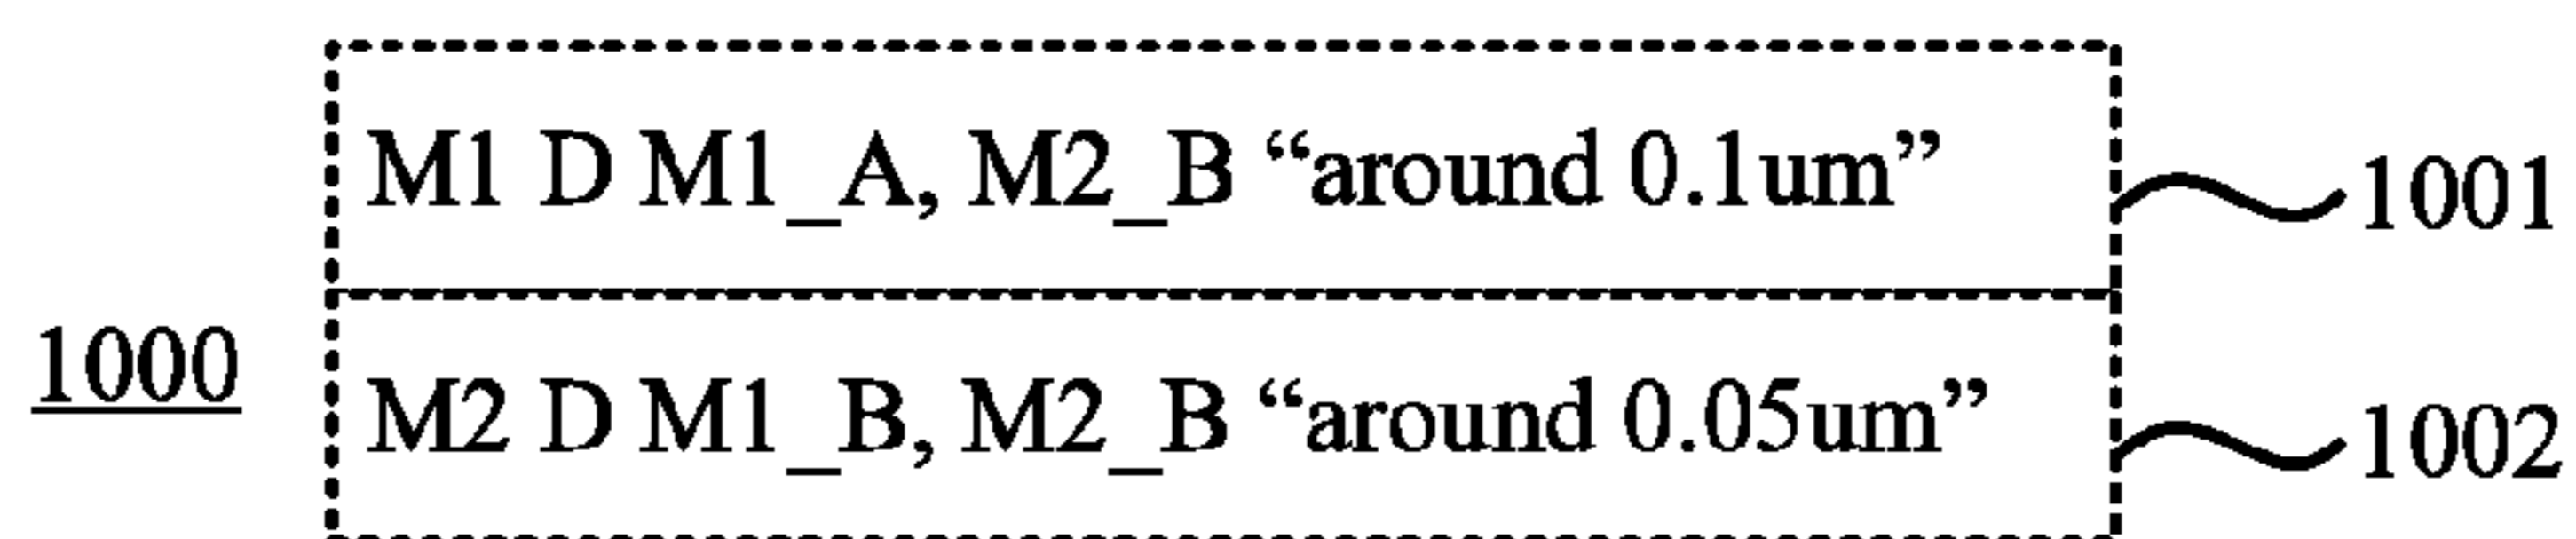 M1 D M1_A, M2_B “around 0.1um” 1001
1000
M2 D M1_B, M2_B “around 0.05um” 1002